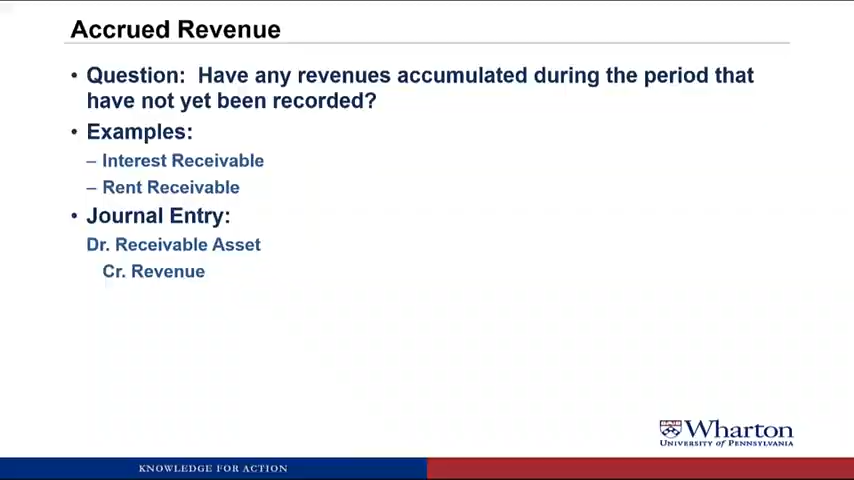 Accrued Revenue
• Question: Have any revenues accumulated during the period that
have not yet been recorded?
• Examples:
– Interest Receivable
– Rent Receivable
• Journal Entry:
Dr. Receivable Asset
Cr. Revenue
Wharton
UNIVERSITY of PENNSYLVANIA
KNOWLEDGE FOR ACTION